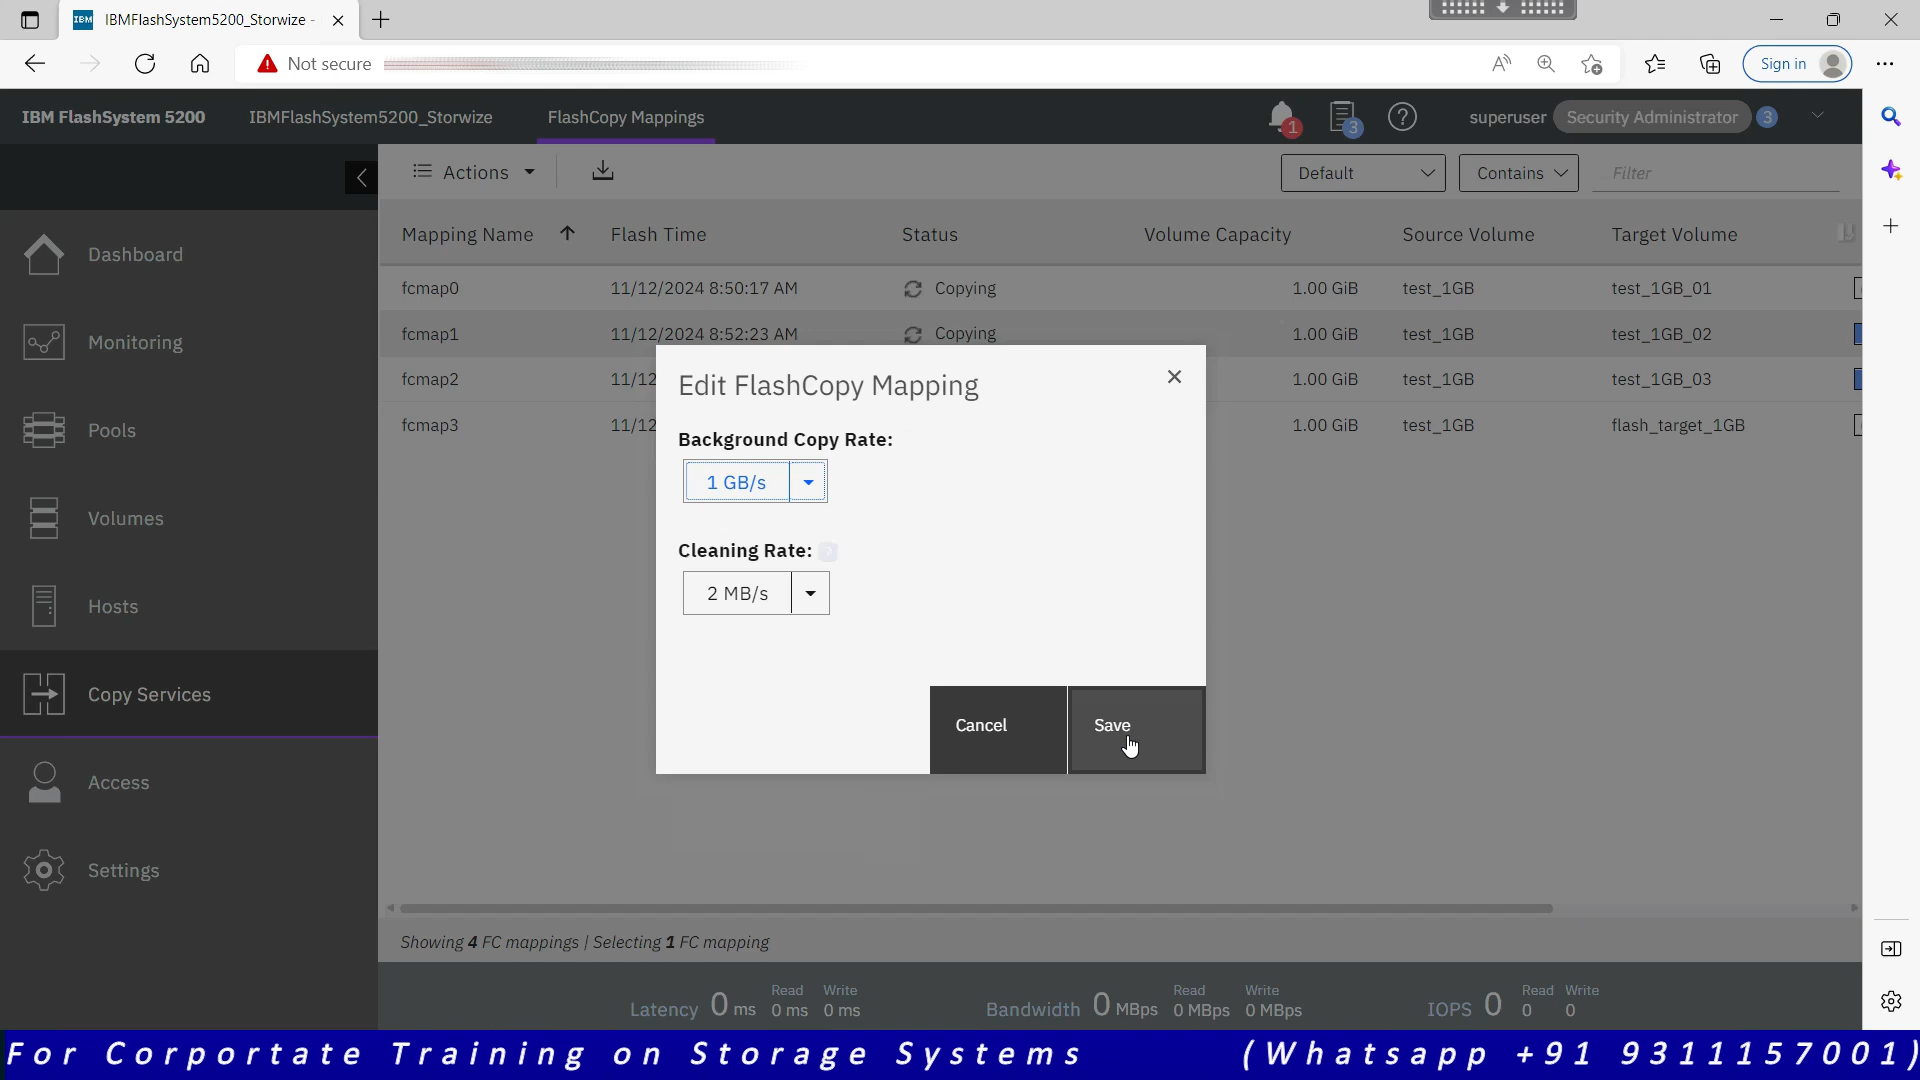 IBM IBMFlashSystem5200_Storwize -
Not secure
Sign in
IBM FlashSystem 5200 IBMFlashSystem5200_Storwize FlashCopy Mappings 1 3 superuser Security Administrator 3
Actions Default Contains Filter
Mapping Name Flash Time Status Volume Capacity Source Volume Target Volume
fcmap0 11/12/2024 8:50:17 AM Copying 1.00 GiB test_1GB test_1GB_01
fcmap1 11/12/2024 8:52:23 AM Copying 1.00 GiB test_1GB test_1GB_02
fcmap2 11/12 1.00 GiB test_1GB test_1GB_03
fcmap3 11/12 1.00 GiB test_1GB flash_target_1GB
Dashboard
Monitoring
Pools
Volumes
Hosts
Copy Services
Access
Settings
Edit FlashCopy Mapping
Background Copy Rate:
1 GB/s
Cleaning Rate: ?
2 MB/s
Cancel Save
Showing 4 FC mappings | Selecting 1 FC mapping
Latency 0 ms Read 0 ms Write 0 ms Bandwidth 0 MBps Read 0 MBps Write 0 MBps IOPS 0 Read 0 Write 0
For Corportate Training on Storage Systems (Whatsapp +91 9311157001)